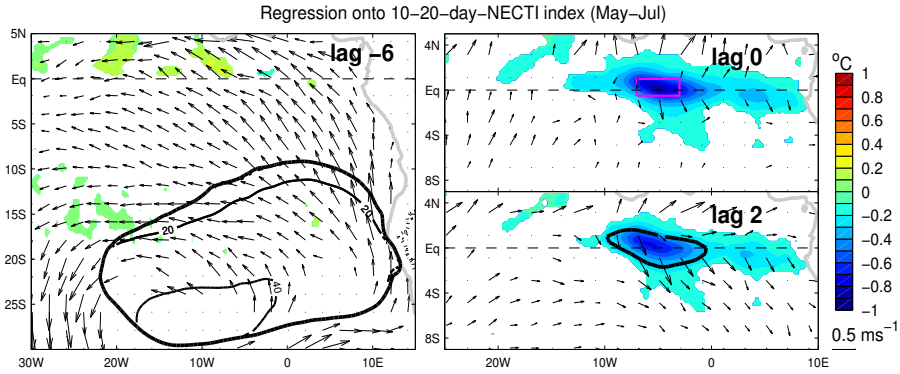 Regression onto 10−20−day−NECTI index (May−Jul)
lag −6
5N
Eq
5S
10S
15S
20S
25S
30W
20W
10W
0
10E
20
20
40
lag 0
4N
Eq
4S
8S
lag 2
4N
Eq
4S
8S
20W
10W
0
10E
°C
1
0.8
0.6
0.4
0.2
0
−0.2
−0.4
−0.6
−0.8
−1
0.5 ms⁻¹